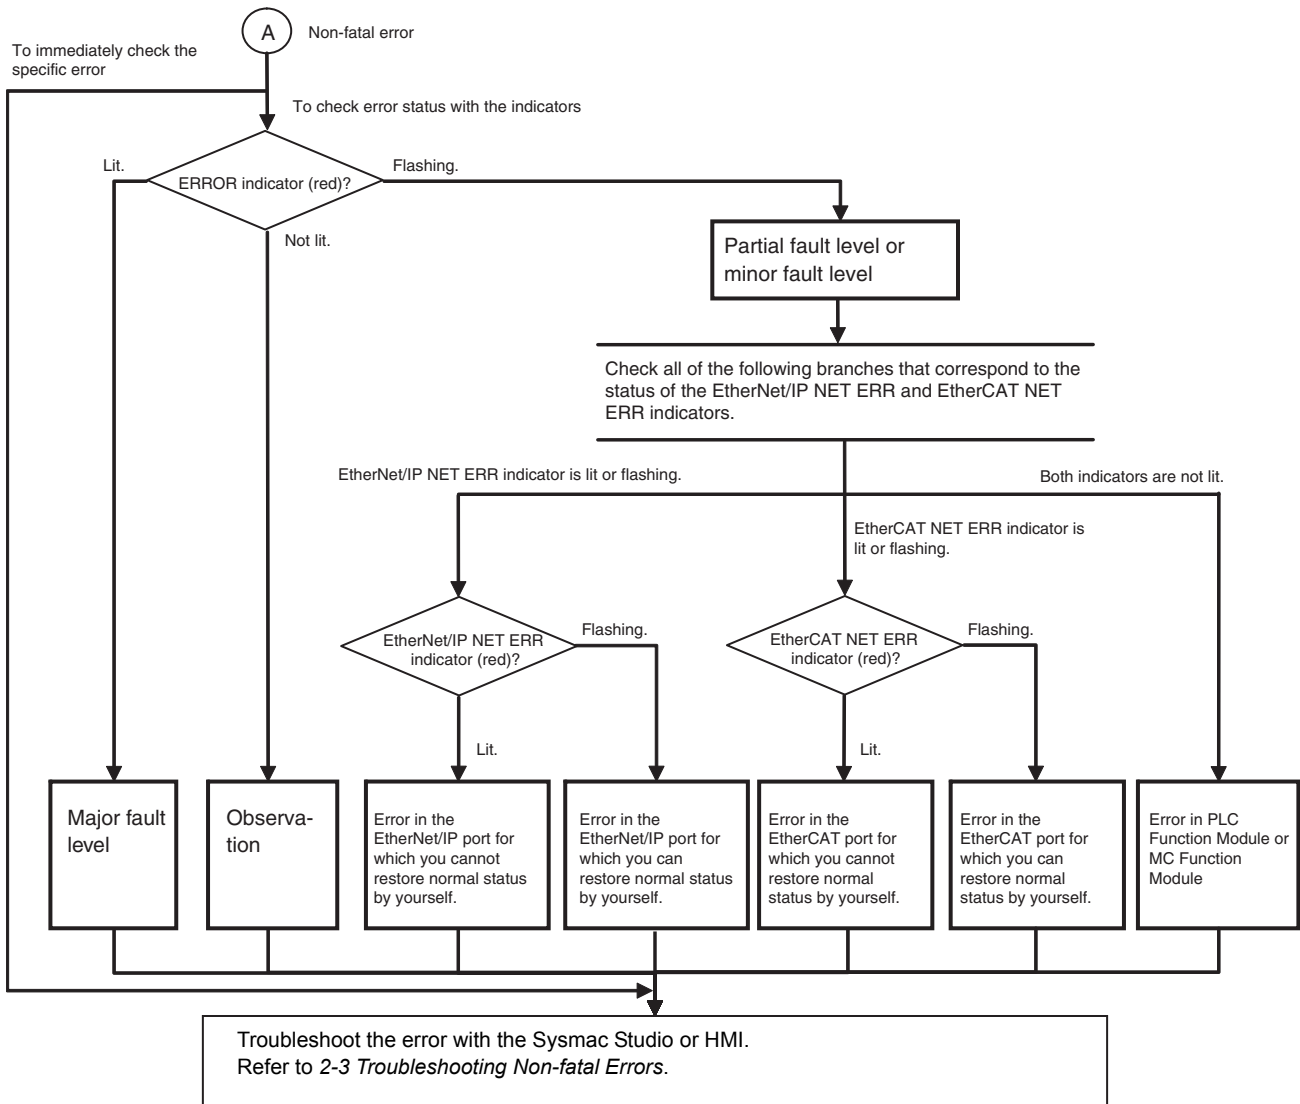 A
Non-fatal error
To immediately check the
specific error
To check error status with the indicators
Lit.
ERROR indicator (red)?
Flashing.
Not lit.
Partial fault level or
minor fault level
Check all of the following branches that correspond to the
status of the EtherNet/IP NET ERR and EtherCAT NET
ERR indicators.
EtherNet/IP NET ERR indicator is lit or flashing.
Both indicators are not lit.
EtherCAT NET ERR indicator is
lit or flashing.
EtherNet/IP NET ERR
indicator (red)?
Flashing.
EtherCAT NET ERR
indicator (red)?
Flashing.
Lit.
Lit.
Major fault
level
Observa-
tion
Error in the
EtherNet/IP port for
which you cannot
restore normal status
by yourself.
Error in the
EtherNet/IP port for
which you can
restore normal status
by yourself.
Error in the
EtherCAT port for
which you cannot
restore normal
status by yourself.
Error in the
EtherCAT port for
which you can
restore normal
status by yourself.
Error in PLC
Function Module or
MC Function
Module
Troubleshoot the error with the Sysmac Studio or HMI.
Refer to 2-3 Troubleshooting Non-fatal Errors.